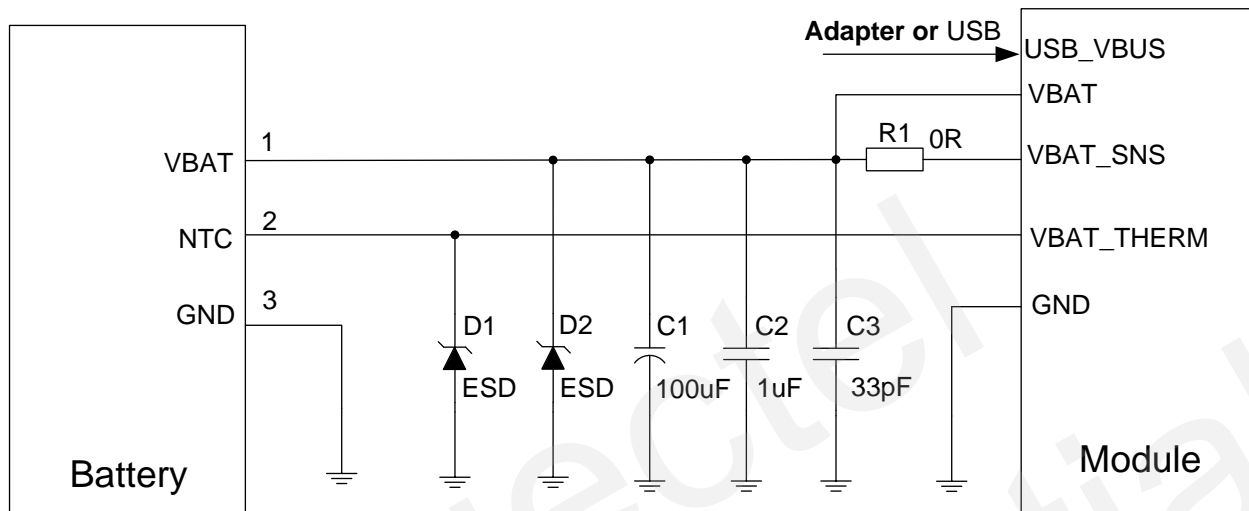 Adapter or USB
USB_VBUS
VBAT
R1 0R
VBAT 1
VBAT_SNS
NTC 2
VBAT_THERM
GND 3
GND
D1 D2 C1 C2 C3
ESD ESD 100uF 1uF 33pF
Battery
Module